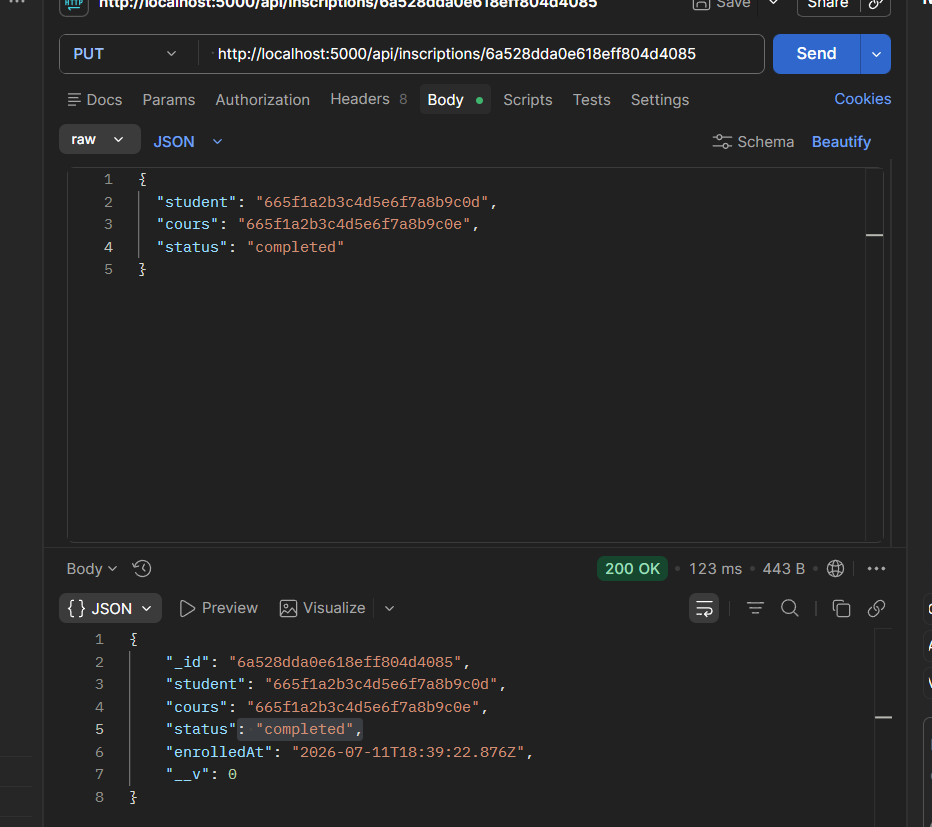 HTTP http://localhost:5000/api/inscriptions/6a528dda0e618eff804d4085 Save Share
PUT http://localhost:5000/api/inscriptions/6a528dda0e618eff804d4085 Send
Docs Params Authorization Headers 8 Body Scripts Tests Settings Cookies
raw JSON Schema Beautify
1 {
2 "student": "665f1a2b3c4d5e6f7a8b9c0d",
3 "cours": "665f1a2b3c4d5e6f7a8b9c0e",
4 "status": "completed"
5 }
Body 200 OK • 123 ms • 443 B •
{} JSON Preview Visualize
1 {
2 "_id": "6a528dda0e618eff804d4085",
3 "student": "665f1a2b3c4d5e6f7a8b9c0d",
4 "cours": "665f1a2b3c4d5e6f7a8b9c0e",
5 "status": "completed",
6 "enrolledAt": "2026-07-11T18:39:22.876Z",
7 "__v": 0
8 }